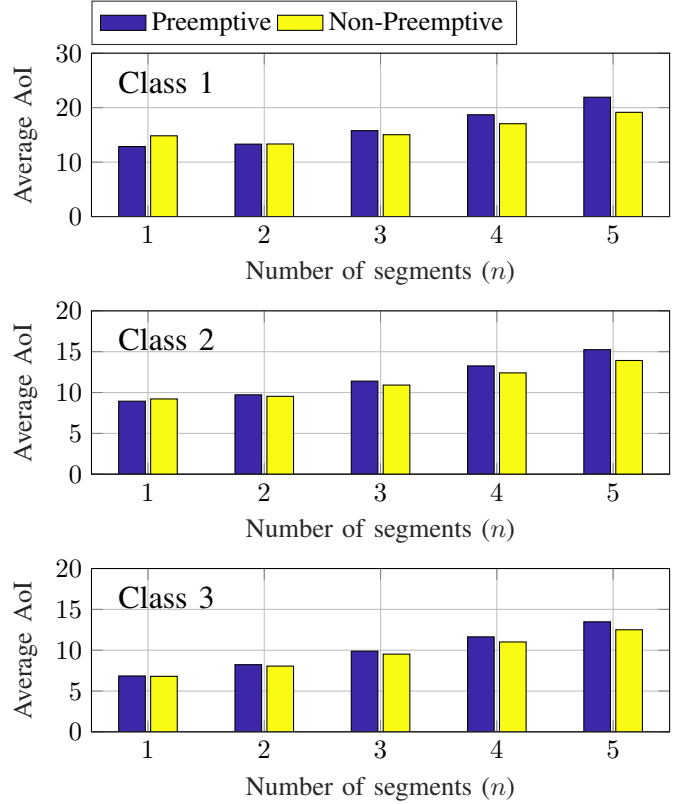 Preemptive Non-Preemptive
30
20
10
0
Average AoI
Class 1
1 2 3 4 5
Number of segments (n)
20
15
10
5
0
Average AoI
Class 2
1 2 3 4 5
Number of segments (n)
20
15
10
5
0
Average AoI
Class 3
1 2 3 4 5
Number of segments (n)